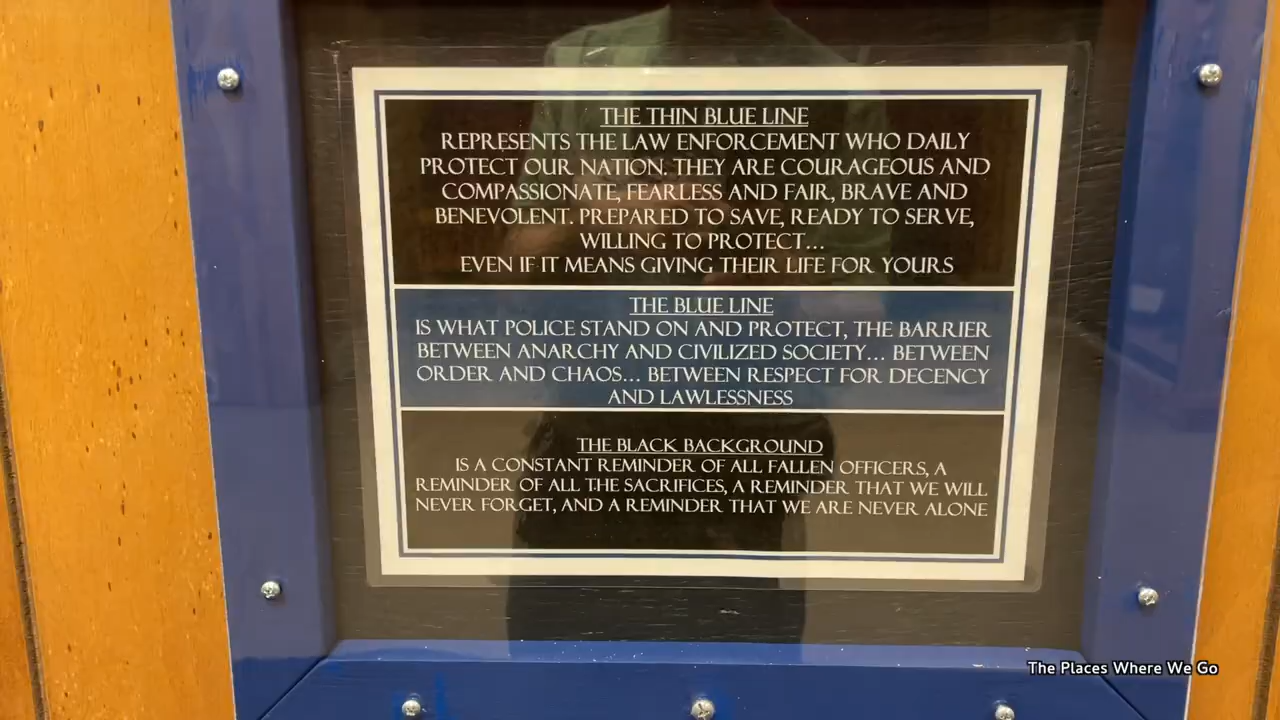 THE THIN BLUE LINE
REPRESENTS THE LAW ENFORCEMENT WHO DAILY
PROTECT OUR NATION. THEY ARE COURAGEOUS AND
COMPASSIONATE, FEARLESS AND FAIR, BRAVE AND
BENEVOLENT. PREPARED TO SAVE, READY TO SERVE,
WILLING TO PROTECT...
EVEN IF IT MEANS GIVING THEIR LIFE FOR YOURS
THE BLUE LINE
IS WHAT POLICE STAND ON AND PROTECT, THE BARRIER
BETWEEN ANARCHY AND CIVILIZED SOCIETY... BETWEEN
ORDER AND CHAOS... BETWEEN RESPECT FOR DECENCY
AND LAWLESSNESS
THE BLACK BACKGROUND
IS A CONSTANT REMINDER OF ALL FALLEN OFFICERS, A
REMINDER OF ALL THE SACRIFICES, A REMINDER THAT WE WILL
NEVER FORGET, AND A REMINDER THAT WE ARE NEVER ALONE
The Places Where We Go